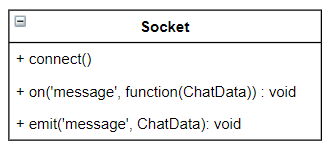 Socket
+ connect()
+ on('message', function(ChatData)) : void
+ emit('message', ChatData): void